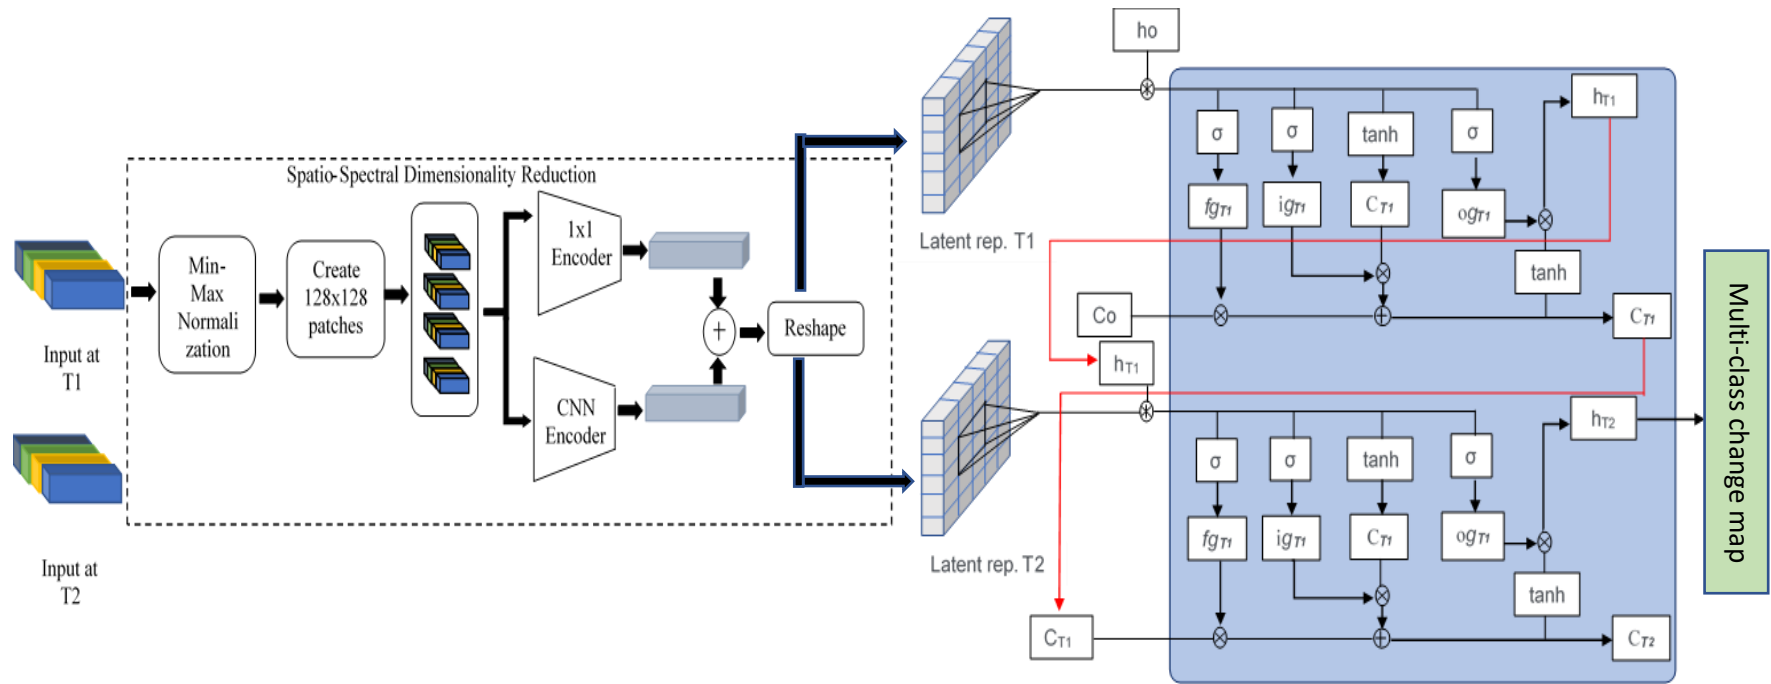 Spatio-Spectral Dimensionality Reduction
Input at
T1
Input at
T2
Min-
Max
Normali
zation
Create
128x128
patches
1x1
Encoder
CNN
Encoder
+
Reshape
Latent rep. T1
Latent rep. T2
ho
σ
σ
tanh
σ
fgT1
igT1
CT1
ogT1
hT1
tanh
Co
CT1
hT1
σ
σ
tanh
σ
fgT1
igT1
CT1
ogT1
hT2
tanh
CT1
CT2
Multi-class change map